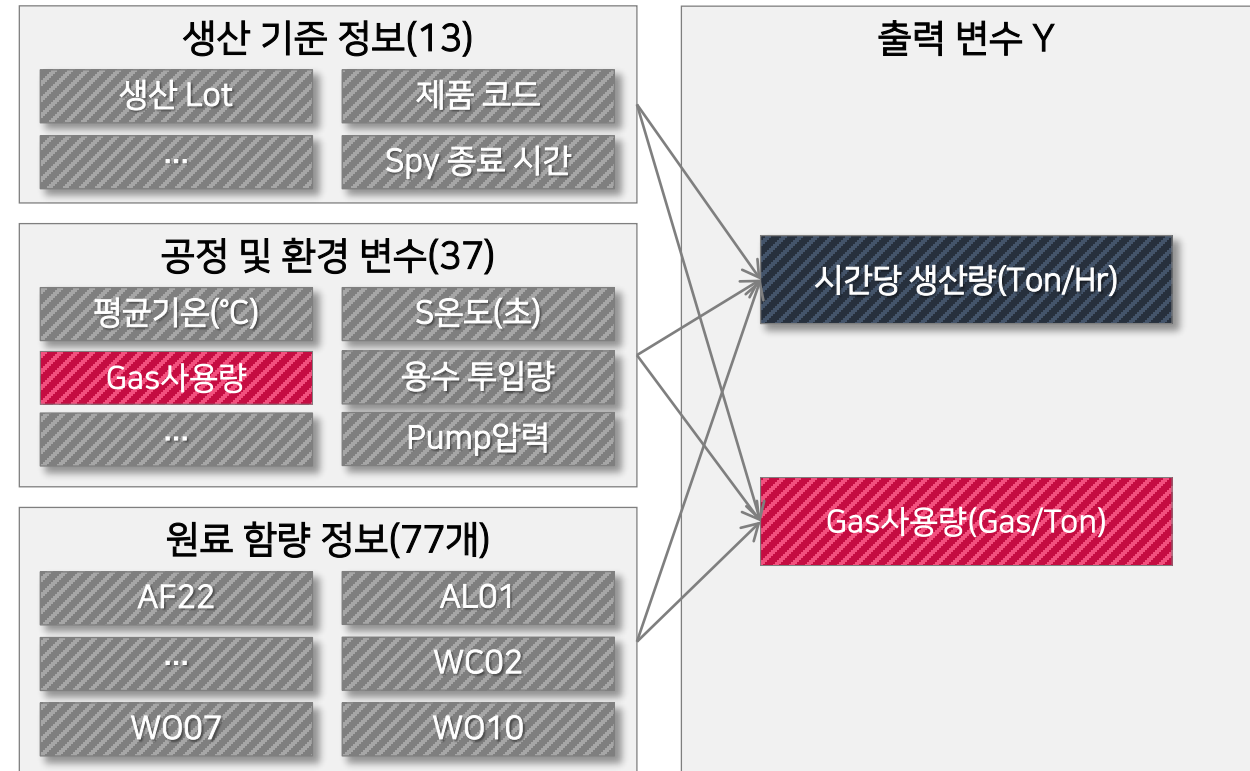 생산 기준 정보(13)
생산 Lot
제품 코드
...
Spy 종료 시간
공정 및 환경 변수(37)
평균기온(℃)
S온도(초)
Gas사용량
용수 투입량
...
Pump압력
원료 함량 정보(77개)
AF22
AL01
...
WC02
WO07
WO10
출력 변수 Y
시간당 생산량(Ton/Hr)
Gas사용량(Gas/Ton)